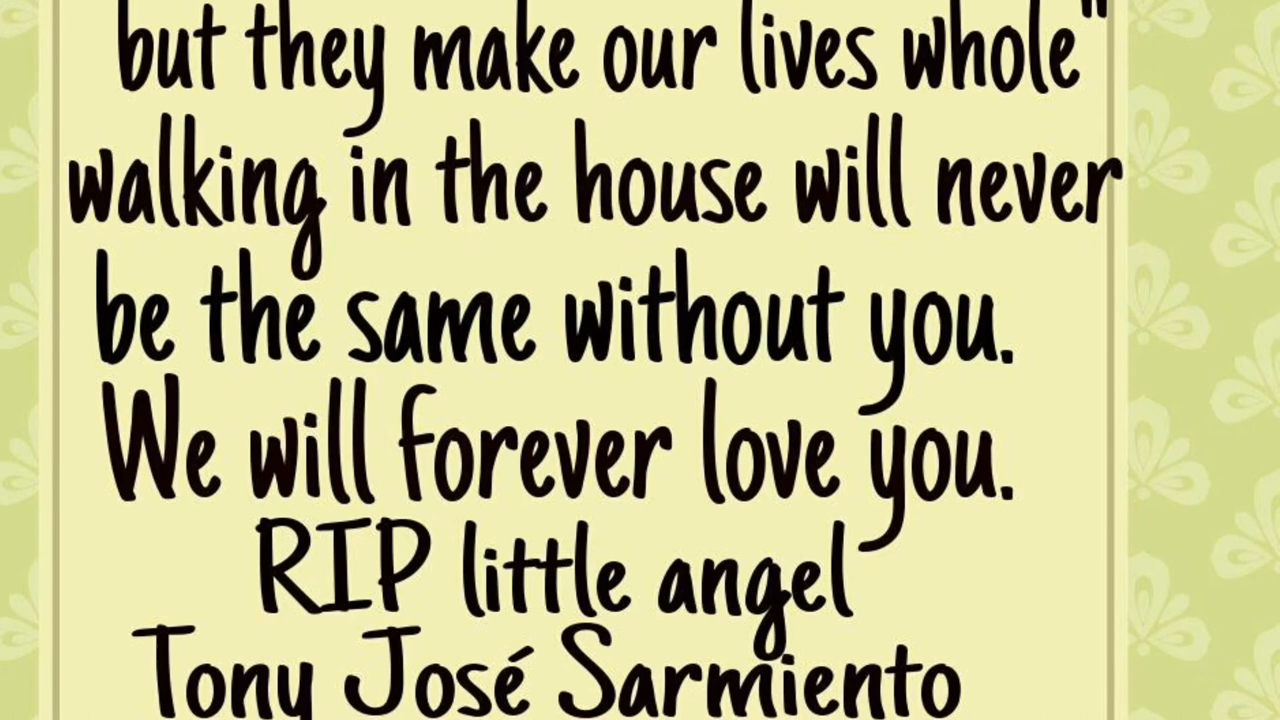 but they make our lives whole"
walking in the house will never
be the same without you.
We will forever love you.
RIP little angel
Tony José Sarmiento